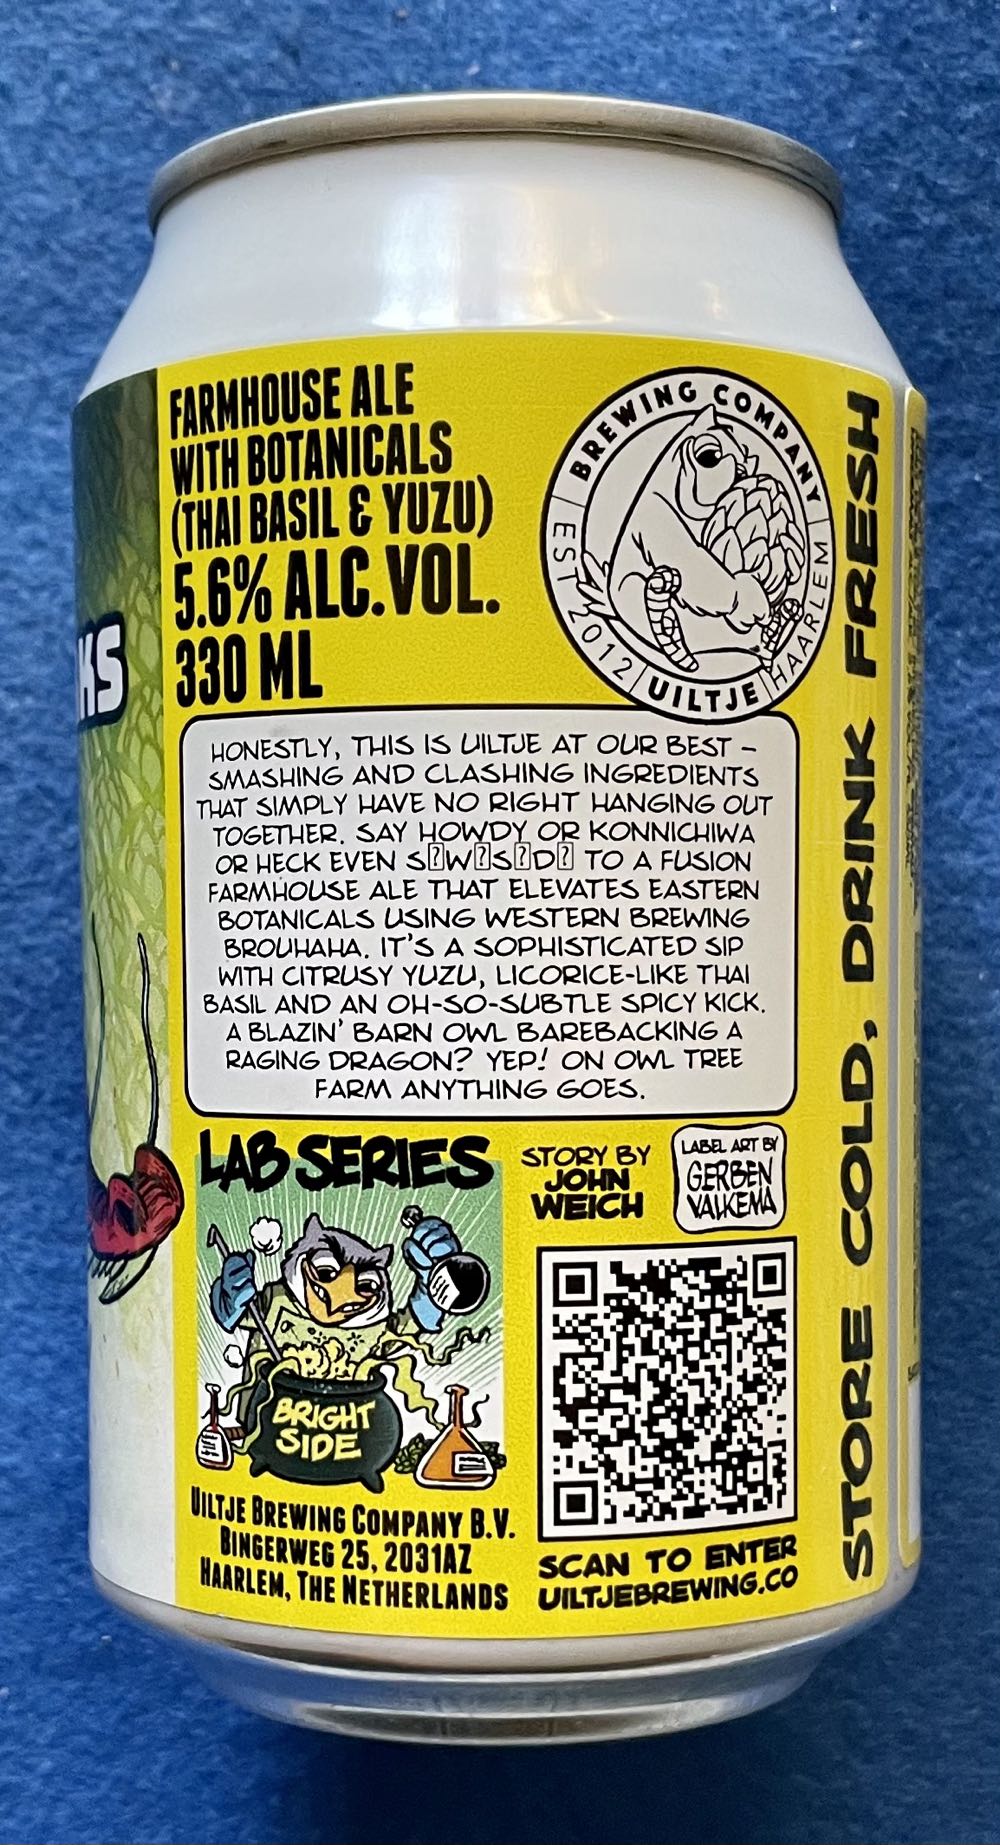 FARMHOUSE ALE
WITH BOTANICALS
(THAI BASIL & YUZU)
5.6% ALC.VOL.
330 ML
BREWING COMPANY
EST 2012
UILTJE
HAARLEM
KS
HONESTLY, THIS IS UILTJE AT OUR BEST –
SMASHING AND CLASHING INGREDIENTS
THAT SIMPLY HAVE NO RIGHT HANGING OUT
TOGETHER. SAY HOWDY OR KONNICHIWA
OR HECK EVEN S⍰W⍰S⍰D⍰ TO A FUSION
FARMHOUSE ALE THAT ELEVATES EASTERN
BOTANICALS USING WESTERN BREWING
BROUHAHA. IT'S A SOPHISTICATED SIP
WITH CITRUSY YUZU, LICORICE-LIKE THAI
BASIL AND AN OH-SO-SUBTLE SPICY KICK.
A BLAZIN' BARN OWL BAREBACKING A
RAGING DRAGON? YEP! ON OWL TREE
FARM ANYTHING GOES.
LAB SERIES
BRIGHT
SIDE
STORY BY
JOHN
WEICH
LABEL ART BY
GERBEN
VALKEMA
UILTJE BREWING COMPANY B.V.
BINGERWEG 25, 2031AZ
HAARLEM, THE NETHERLANDS
SCAN TO ENTER
UILTJEBREWING.CO
STORE COLD, DRINK FRESH